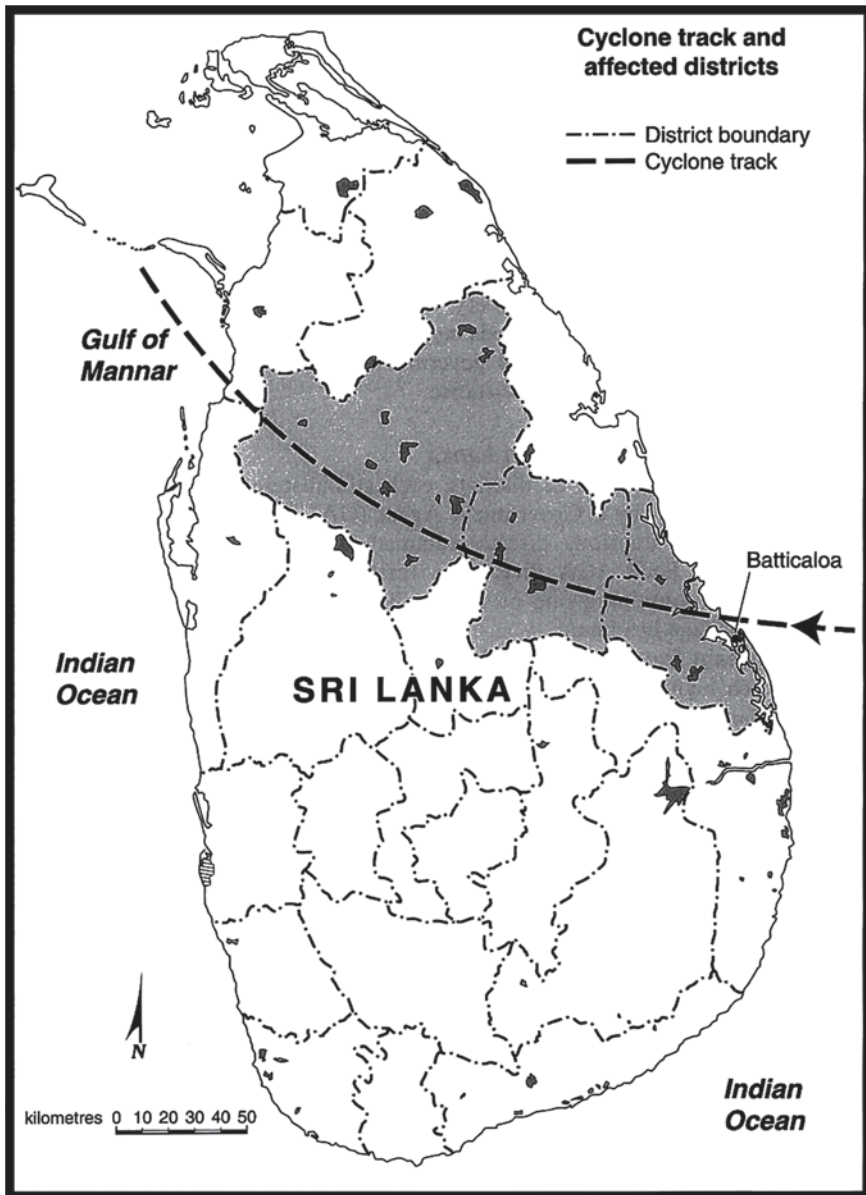 Cyclone track and
affected districts
District boundary
Cyclone track
Gulf of
Mannar
Batticaloa
Indian
Ocean
SRI LANKA
N
kilometres 0 10 20 30 40 50
Indian
Ocean